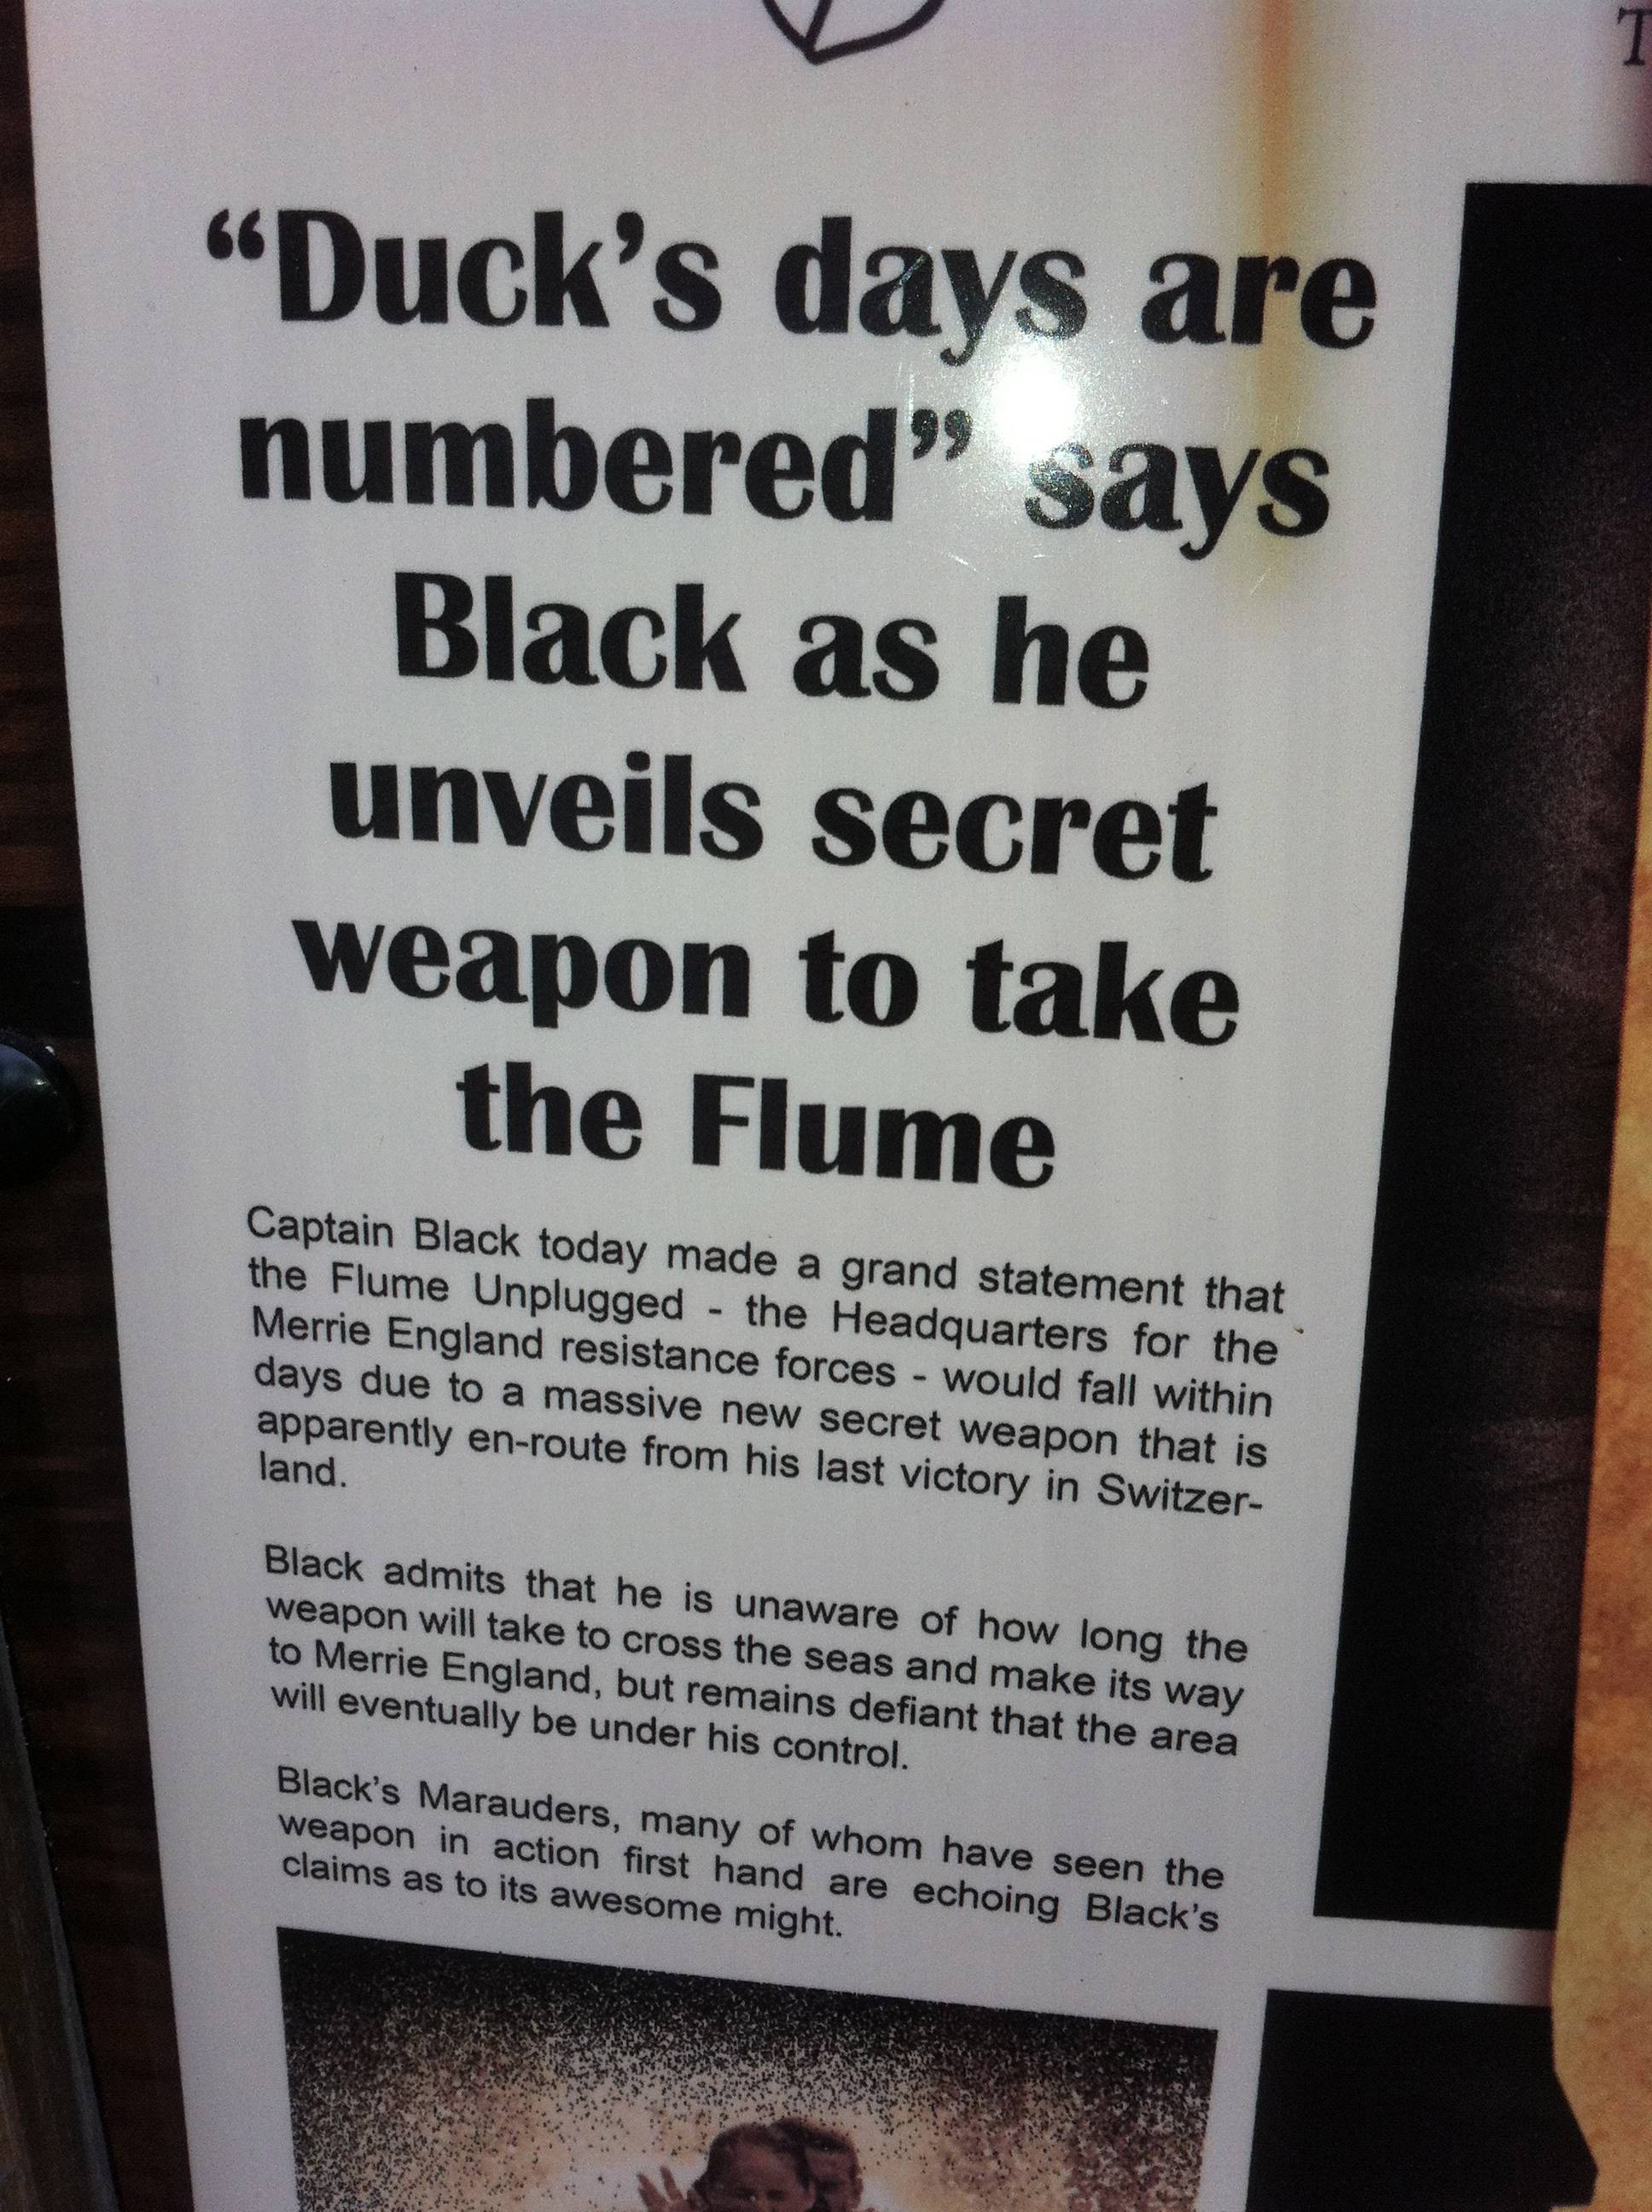 T
“Duck’s days are
numbered” says
Black as he
unveils secret
weapon to take
the Flume
Captain Black today made a grand statement that
the Flume Unplugged - the Headquarters for the
Merrie England resistance forces - would fall within
days due to a massive new secret weapon that is
apparently en-route from his last victory in Switzer-
land.
Black admits that he is unaware of how long the
weapon will take to cross the seas and make its way
to Merrie England, but remains defiant that the area
will eventually be under his control.
Black’s Marauders, many of whom have seen the
weapon in action first hand are echoing Black’s
claims as to its awesome might.